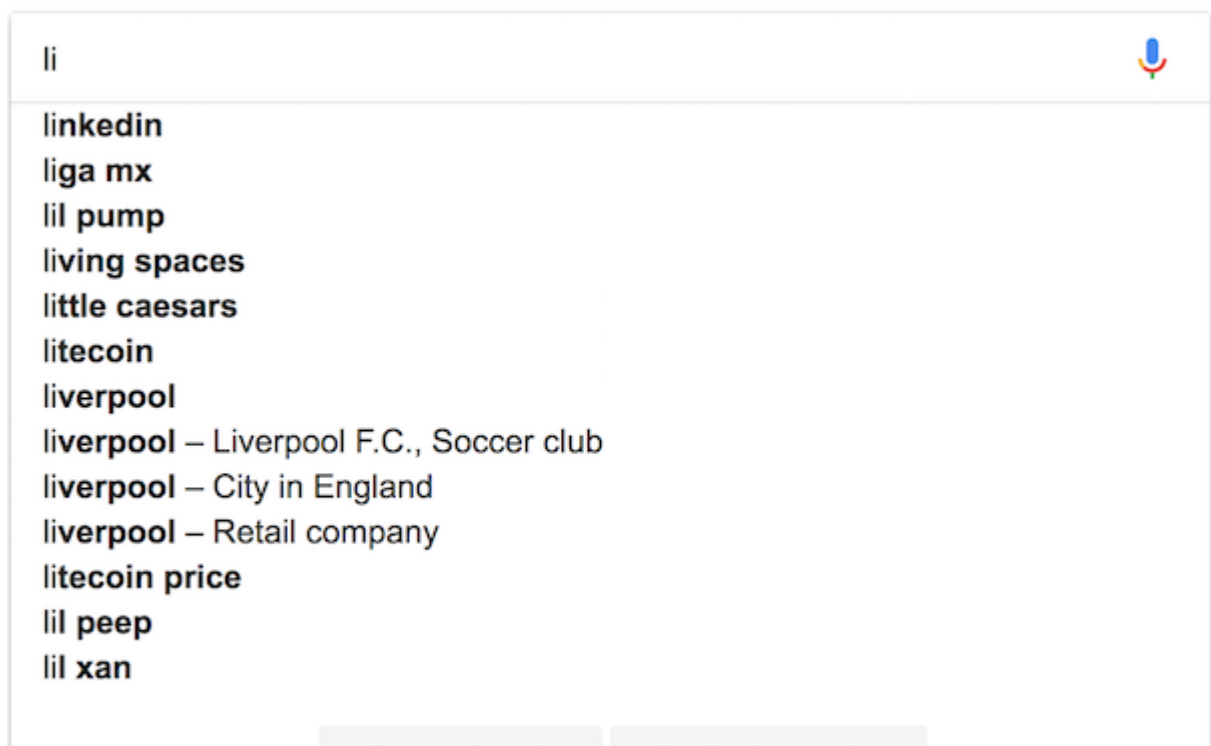 li
linkedin
liga mx
lil pump
living spaces
little caesars
litecoin
liverpool
liverpool – Liverpool F.C., Soccer club
liverpool – City in England
liverpool – Retail company
litecoin price
lil peep
lil xan